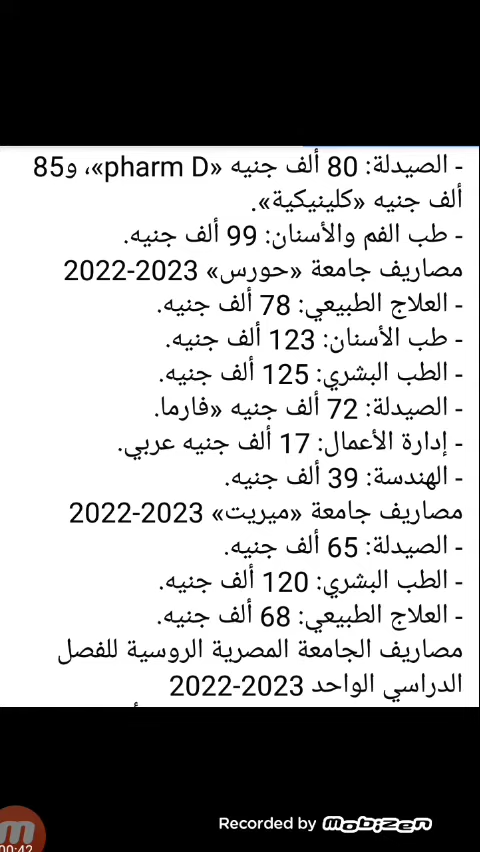 - الصيدلة: 80 ألف جنيه «pharm D»، و85
ألف جنيه «كلينيكية».
- طب الفم والأسنان: 99 ألف جنيه.
مصاريف جامعة «حورس» 2023-2022
- العلاج الطبيعي: 78 ألف جنيه.
- طب الأسنان: 123 ألف جنيه.
- الطب البشري: 125 ألف جنيه.
- الصيدلة: 72 ألف جنيه «فارما.
- إدارة الأعمال: 17 ألف جنيه عربي.
- الهندسة: 39 ألف جنيه.
مصاريف جامعة «ميريت» 2023-2022
- الصيدلة: 65 ألف جنيه.
- الطب البشري: 120 ألف جنيه.
- العلاج الطبيعي: 68 ألف جنيه.
مصاريف الجامعة المصرية الروسية للفصل
الدراسي الواحد 2023-2022
Recorded by mobizen
00:42